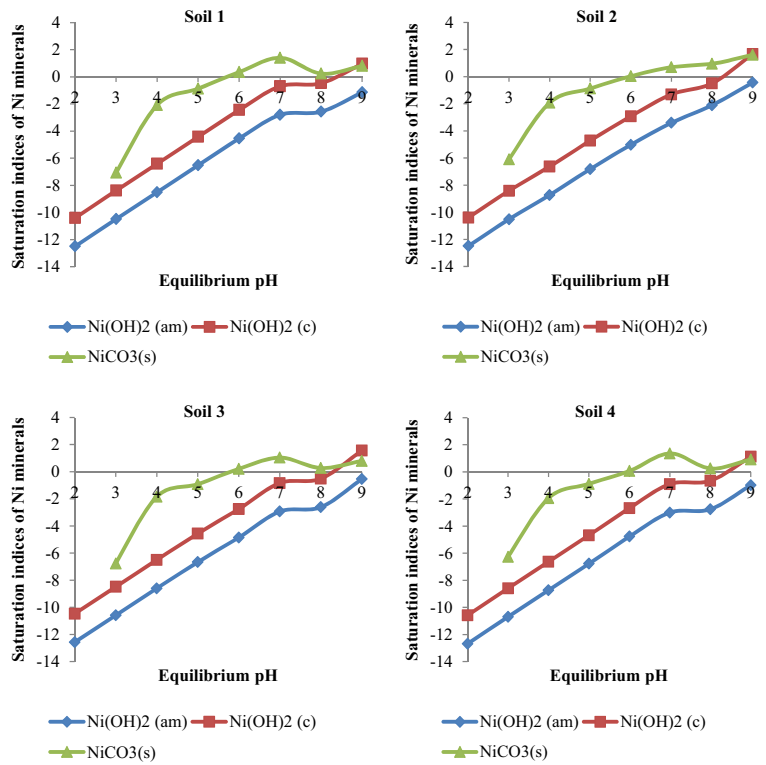 Soil 1
Saturation indices of Ni minerals
4
2
0
-2
-4
-6
-8
-10
-12
-14
2 3 4 5 6 7 8 9
Equilibrium pH
Ni(OH)2 (am) Ni(OH)2 (c)
NiCO3(s)
Soil 2
Saturation indices of Ni minerals
4
2
0
-2
-4
-6
-8
-10
-12
-14
2 3 4 5 6 7 8 9
Equilibrium pH
Ni(OH)2 (am) Ni(OH)2 (c)
NiCO3(s)
Soil 3
Saturation indices of Ni minerals
4
2
0
-2
-4
-6
-8
-10
-12
-14
2 3 4 5 6 7 8 9
Equilibrium pH
Ni(OH)2 (am) Ni(OH)2 (c)
NiCO3(s)
Soil 4
Saturation indices of Ni minerals
4
2
0
-2
-4
-6
-8
-10
-12
-14
2 3 4 5 6 7 8 9
Equilibrium pH
Ni(OH)2 (am) Ni(OH)2 (c)
NiCO3(s)